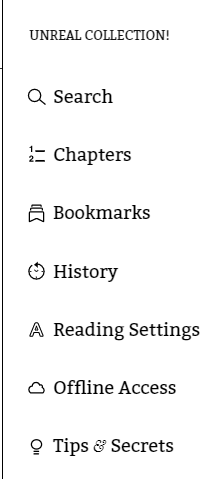 UNREAL COLLECTION!
Search
Chapters
Bookmarks
History
Reading Settings
Offline Access
Tips & Secrets